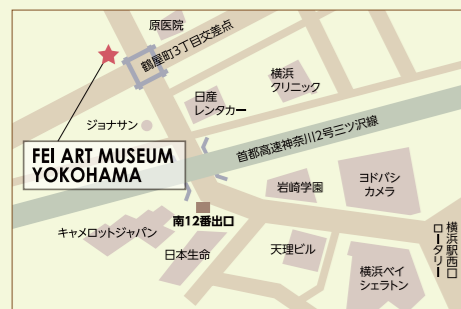 原医院
鶴屋町3丁目交差点
横浜
クリニック
日産
レンタカー
ジョナサン
首都高速神奈川2号三ツ沢線
FEI ART MUSEUM
YOKOHAMA
岩崎学園
ヨドバシ
カメラ
南12番出口
キャメロットジャパン
日本生命
天理ビル
横浜ベイ
シェラトン
横浜駅西口
ロータリー